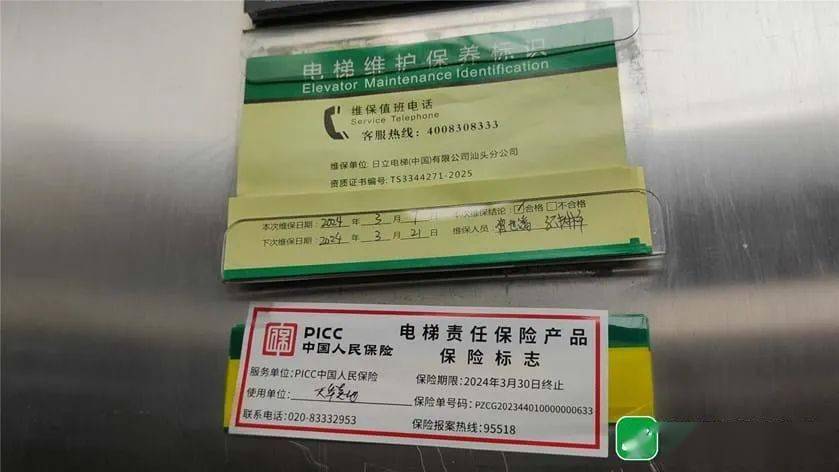 电梯维护保养标识
Elevator Maintenance Identification
维保值班电话
Service Telephone
客服热线：4008308333
维保单位：日立电梯(中国)有限公司汕头分公司
资质证书编号：TS3344271-2025
本次维保日期：2024 年 3 月 日 本次维保结论：☑合格 □不合格
下次维保日期：2024 年 3 月 21 日 维保人员
PICC
中国人民保险
电梯责任保险产品
保险标志
服务单位：PICC中国人民保险
保险期限：2024年3月30日终止
使用单位：
保险单号码：PZCG202344010000000633
联系电话：020-83332953
保险报案热线：95518